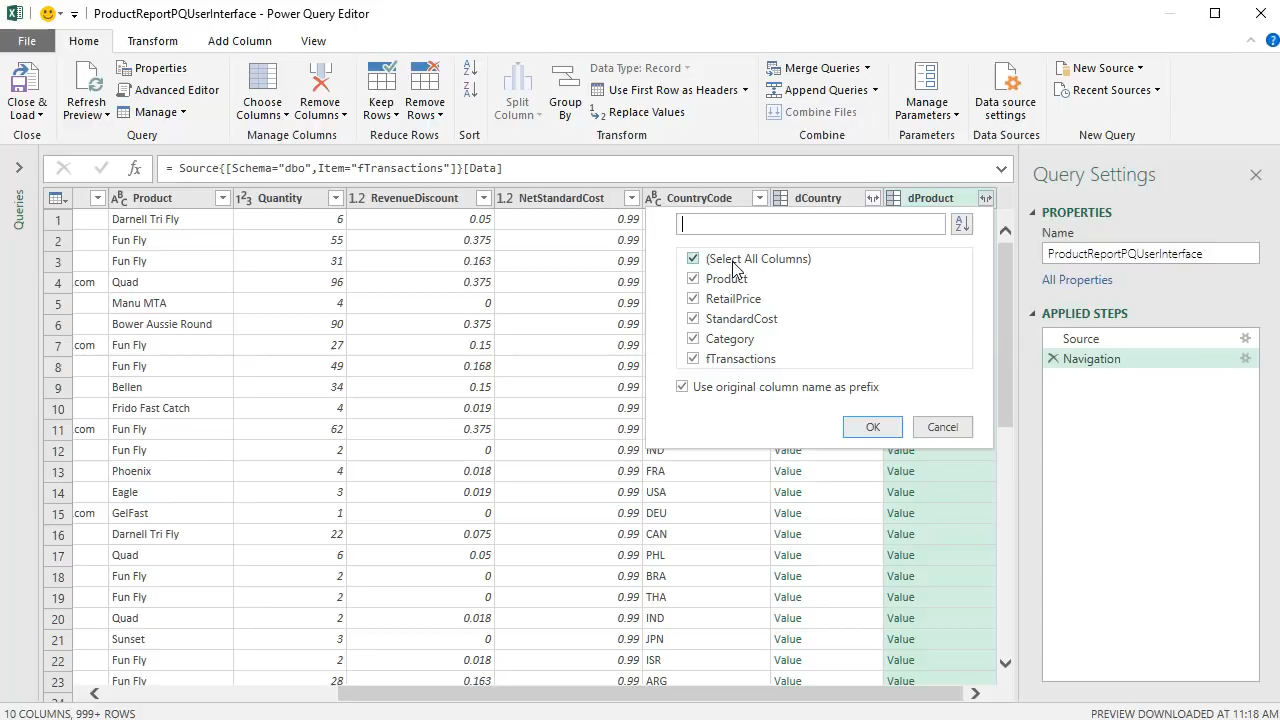 ProductReportPQUserInterface - Power Query Editor
File Home Transform Add Column View
Close & Load
Close
Refresh Preview
Properties
Advanced Editor
Manage
Query
Choose Columns
Remove Columns
Manage Columns
Keep Rows
Remove Rows
Reduce Rows
Sort
Split Column
Group By
Data Type: Record
Use First Row as Headers
Replace Values
Transform
Merge Queries
Append Queries
Combine Files
Combine
Manage Parameters
Parameters
Data source settings
Data Sources
New Source
Recent Sources
New Query
= Source{[Schema="dbo",Item="fTransactions"]}[Data]
Queries
Product Quantity RevenueDiscount NetStandardCost CountryCode dCountry dProduct
1 Darnell Tri Fly 6 0.05 0.99
2 Fun Fly 55 0.375 0.99
3 Fun Fly 31 0.163 0.99
4 .com Quad 96 0.375 0.99
5 Manu MTA 4 0 0.99
6 Bower Aussie Round 90 0.375 0.99
7 .com Fun Fly 27 0.15 0.99
8 Fun Fly 49 0.168 0.99
9 Bellen 34 0.15 0.99
10 Frido Fast Catch 4 0.019 0.99
11 .com Fun Fly 62 0.375 0.99
12 Fun Fly 2 0 0.99 IND Value Value
13 Phoenix 4 0.018 0.99 FRA Value Value
14 Eagle 3 0.019 0.99 USA Value Value
15 .com GelFast 1 0 0.99 DEU Value Value
16 Darnell Tri Fly 22 0.075 0.99 CAN Value Value
17 Quad 6 0.05 0.99 PHL Value Value
18 Fun Fly 2 0 0.99 BRA Value Value
19 Fun Fly 2 0 0.99 THA Value Value
20 Quad 2 0.018 0.99 IND Value Value
21 Sunset 3 0 0.99 JPN Value Value
22 Fun Fly 2 0.018 0.99 ISR Value Value
23 Fun Fly 28 0.163 0.99 ARG Value Value
(Select All Columns)
Product
RetailPrice
StandardCost
Category
fTransactions
Use original column name as prefix
OK Cancel
Query Settings
PROPERTIES
Name
ProductReportPQUserInterface
All Properties
APPLIED STEPS
Source
Navigation
10 COLUMNS, 999+ ROWS
PREVIEW DOWNLOADED AT 11:18 AM